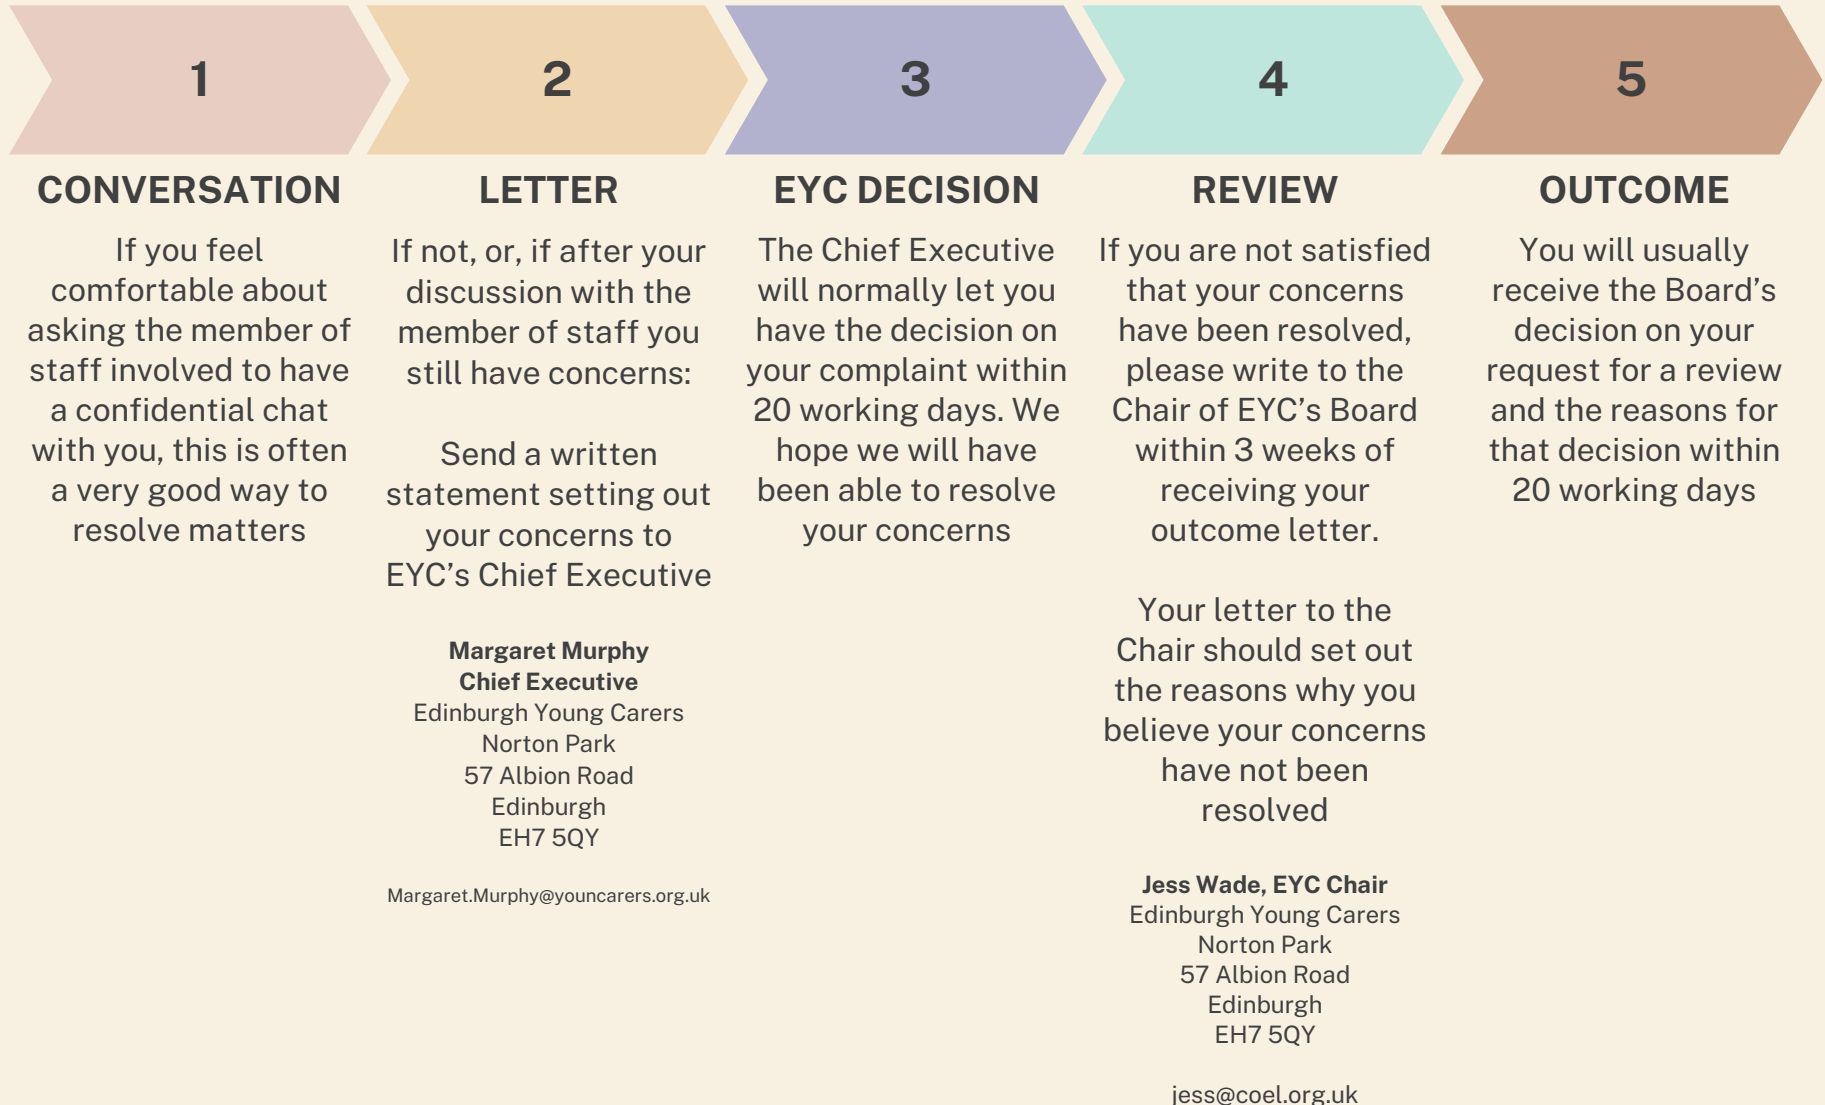 1
CONVERSATION
If you feel
comfortable about
asking the member of
staff involved to have
a confidential chat
with you, this is often
a very good way to
resolve matters
2
LETTER
If not, or, if after your
discussion with the
member of staff you
still have concerns:
Send a written
statement setting out
your concerns to
EYC’s Chief Executive
Margaret Murphy
Chief Executive
Edinburgh Young Carers
Norton Park
57 Albion Road
Edinburgh
EH7 5QY
Margaret.Murphy@youncarers.org.uk
3
EYC DECISION
The Chief Executive
will normally let you
have the decision on
your complaint within
20 working days. We
hope we will have
been able to resolve
your concerns
4
REVIEW
If you are not satisfied
that your concerns
have been resolved,
please write to the
Chair of EYC’s Board
within 3 weeks of
receiving your
outcome letter.
Your letter to the
Chair should set out
the reasons why you
believe your concerns
have not been
resolved
Jess Wade, EYC Chair
Edinburgh Young Carers
Norton Park
57 Albion Road
Edinburgh
EH7 5QY
jess@coel.org.uk
5
OUTCOME
You will usually
receive the Board’s
decision on your
request for a review
and the reasons for
that decision within
20 working days